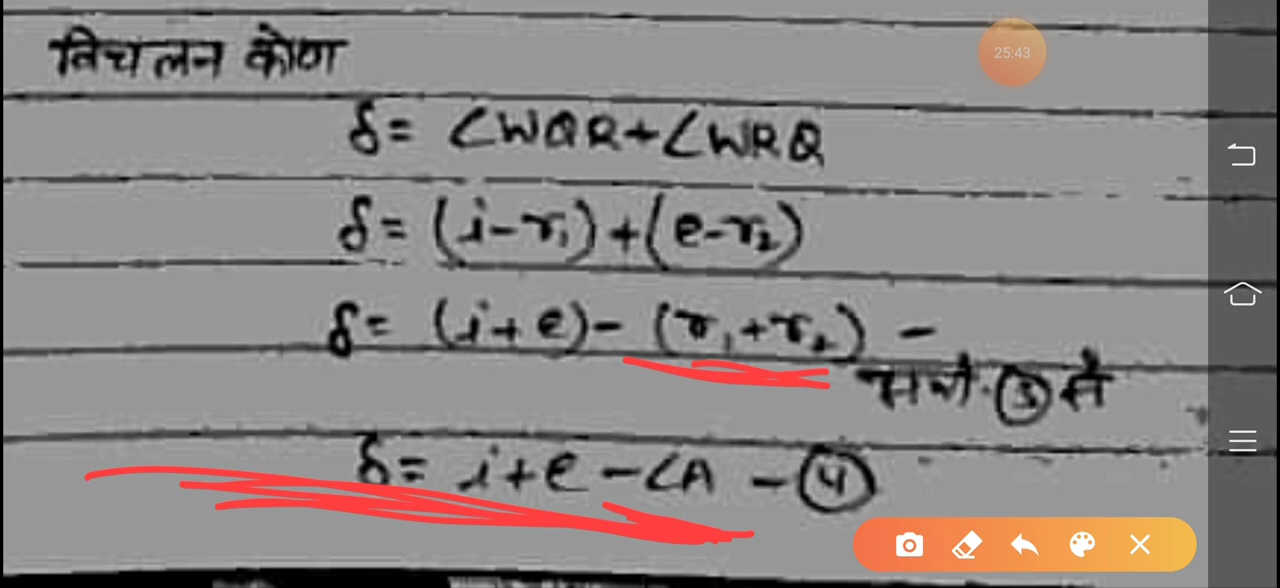 विचलन कोण
25:43
δ = ∠WQR + ∠WRQ
δ = (i - r₁) + (e - r₂)
δ = (i + e) - (r₁ + r₂) -
समी. ③ से
δ = i + e - ∠A - ④